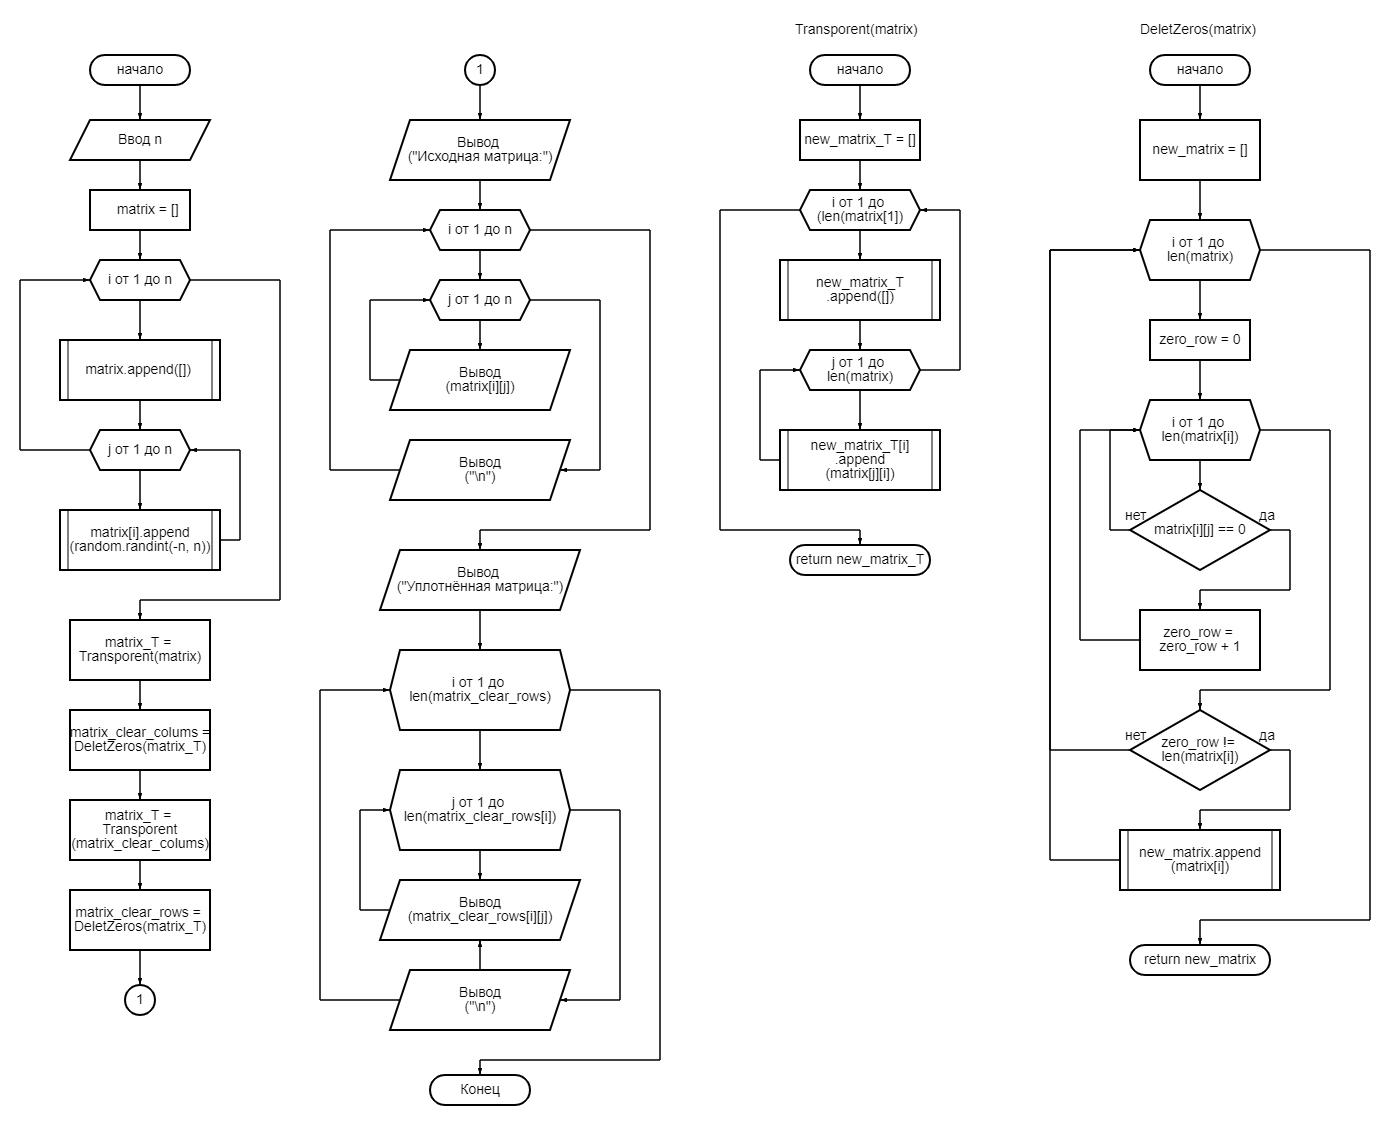 начало
Ввод n
matrix = []
i от 1 до n
matrix.append([])
j от 1 до n
matrix[i].append
(random.randint(-n, n))
matrix_T =
Transporent(matrix)
matrix_clear_colums =
DeletZeros(matrix_T)
matrix_T =
Transporent
(matrix_clear_colums)
matrix_clear_rows =
DeletZeros(matrix_T)
1
1
Вывод
("Исходная матрица:")
i от 1 до n
j от 1 до n
Вывод
(matrix[i][j])
Вывод
("\n")
Вывод
("Уплотнённая матрица:")
i от 1 до
len(matrix_clear_rows)
j от 1 до
len(matrix_clear_rows[i])
Вывод
(matrix_clear_rows[i][j])
Вывод
("\n")
Конец
Transporent(matrix)
начало
new_matrix_T = []
i от 1 до
(len(matrix[1])
new_matrix_T
.append([])
j от 1 до
len(matrix)
new_matrix_T[i]
.append
(matrix[j][i])
return new_matrix_T
DeletZeros(matrix)
начало
new_matrix = []
i от 1 до
len(matrix)
zero_row = 0
i от 1 до
len(matrix[i])
нет
matrix[i][j] == 0
да
zero_row =
zero_row + 1
нет
zero_row !=
len(matrix[i])
да
new_matrix.append
(matrix[i])
return new_matrix